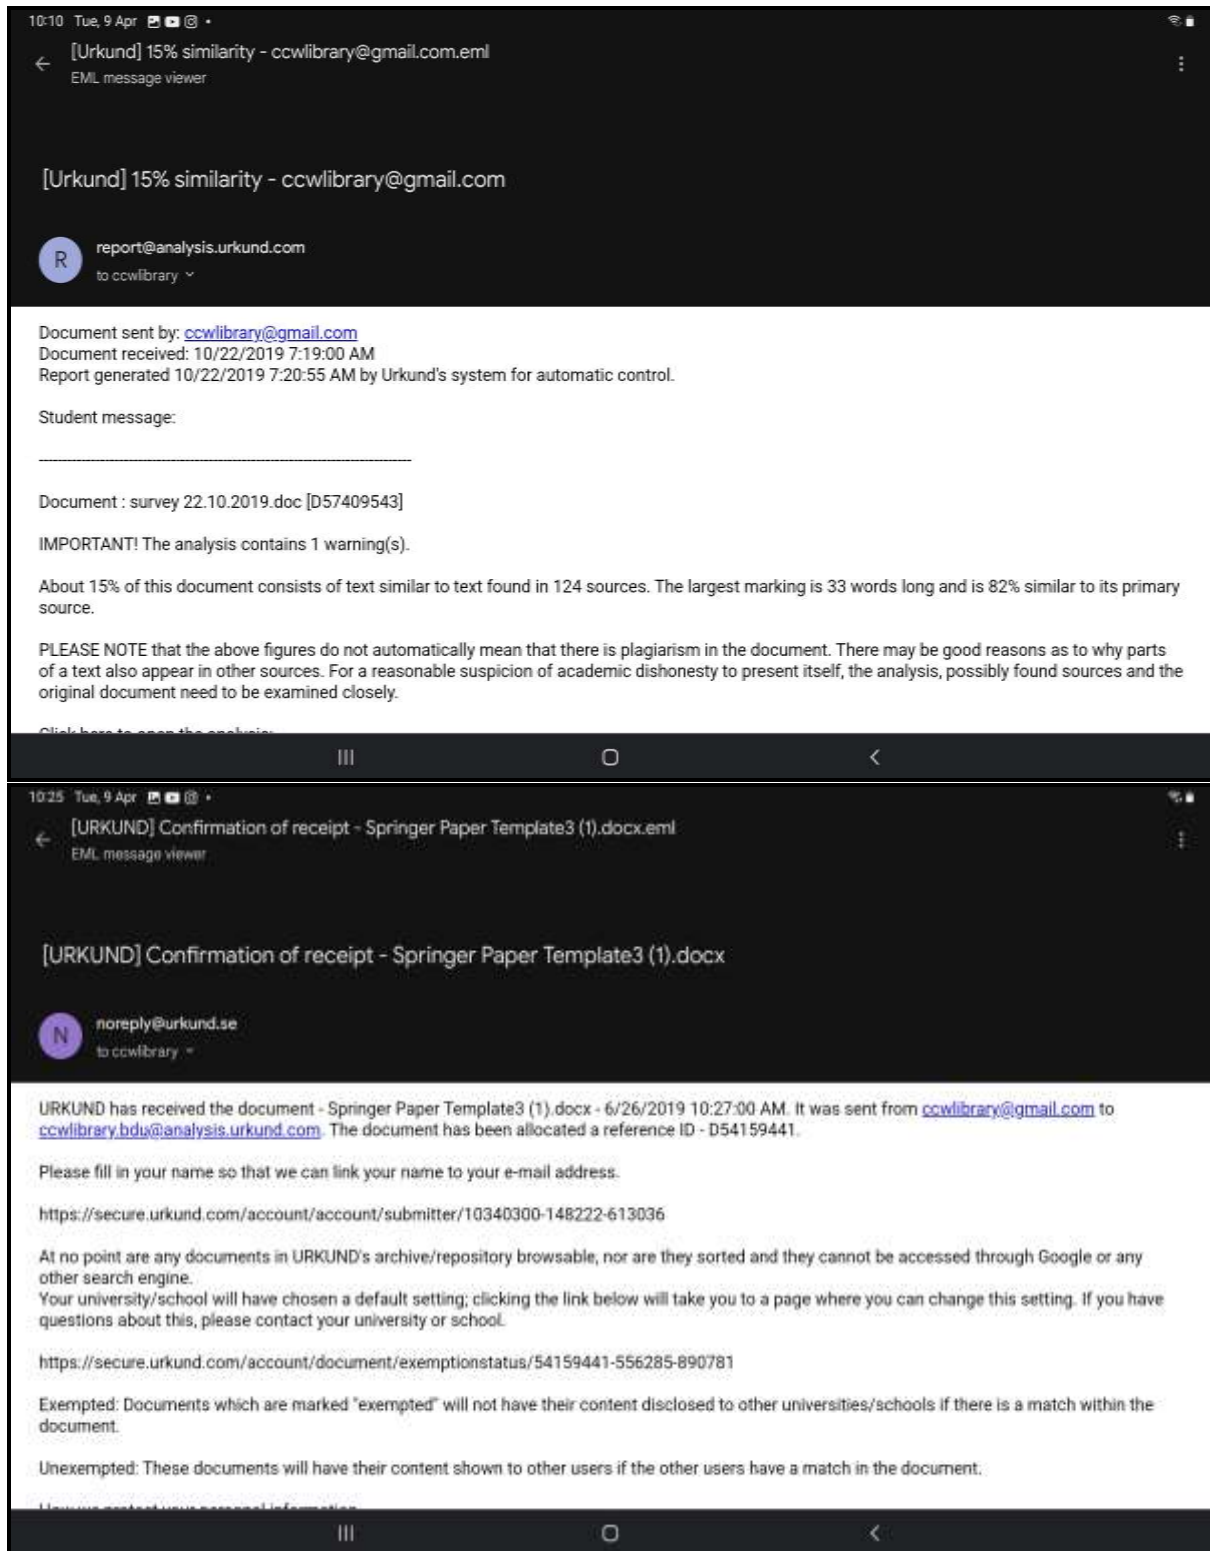 10:10 Tue, 9 Apr
[Urkund] 15% similarity - ccwlibrary@gmail.com.eml
EML message viewer
[Urkund] 15% similarity - ccwlibrary@gmail.com
R
report@analysis.urkund.com
to ccwlibrary
Document sent by: ccwlibrary@gmail.com
Document received: 10/22/2019 7:19:00 AM
Report generated 10/22/2019 7:20:55 AM by Urkund's system for automatic control.
Student message:
--------------------------------------------------------------------------------
Document : survey 22.10.2019.doc [D57409543]
IMPORTANT! The analysis contains 1 warning(s).
About 15% of this document consists of text similar to text found in 124 sources. The largest marking is 33 words long and is 82% similar to its primary
source.
PLEASE NOTE that the above figures do not automatically mean that there is plagiarism in the document. There may be good reasons as to why parts
of a text also appear in other sources. For a reasonable suspicion of academic dishonesty to present itself, the analysis, possibly found sources and the
original document need to be examined closely.
Click here to open the analysis:
10:25 Tue, 9 Apr
[URKUND] Confirmation of receipt - Springer Paper Template3 (1).docx.eml
EML message viewer
[URKUND] Confirmation of receipt - Springer Paper Template3 (1).docx
N
noreply@urkund.se
to ccwlibrary
URKUND has received the document - Springer Paper Template3 (1).docx - 6/26/2019 10:27:00 AM. It was sent from ccwlibrary@gmail.com to
ccwlibrary.bdu@analysis.urkund.com. The document has been allocated a reference ID - D54159441.
Please fill in your name so that we can link your name to your e-mail address.
https://secure.urkund.com/account/account/submitter/10340300-148222-613036
At no point are any documents in URKUND's archive/repository browsable, nor are they sorted and they cannot be accessed through Google or any
other search engine.
Your university/school will have chosen a default setting; clicking the link below will take you to a page where you can change this setting. If you have
questions about this, please contact your university or school.
https://secure.urkund.com/account/document/exemptionstatus/54159441-556285-890781
Exempted: Documents which are marked "exempted" will not have their content disclosed to other universities/schools if there is a match within the
document.
Unexempted: These documents will have their content shown to other users if the other users have a match in the document.
How we protect your personal information